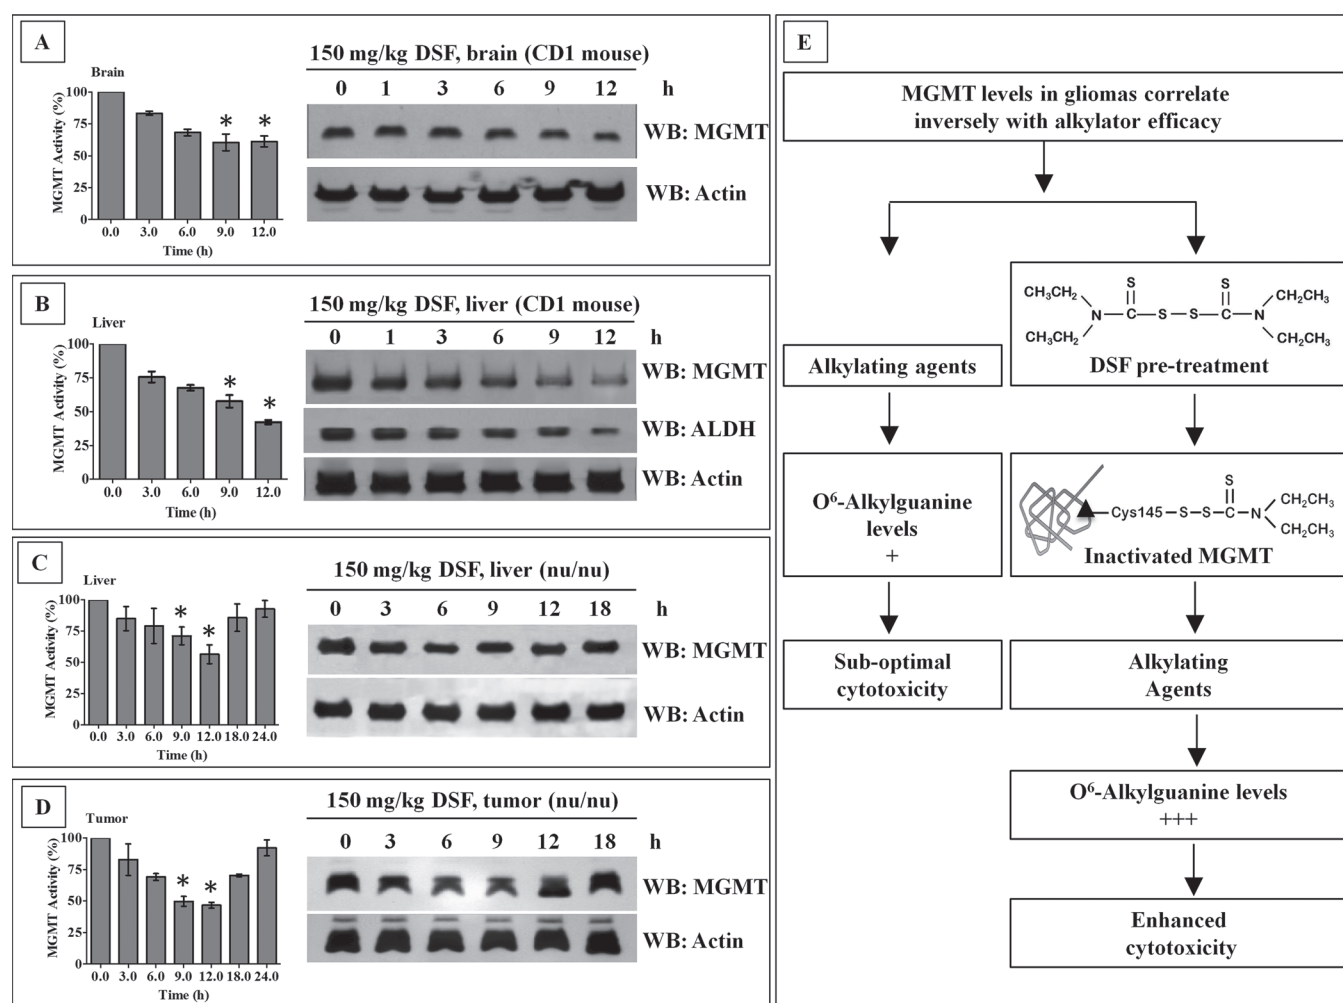 A
Brain
MGMT Activity (%)
100
75
50
25
0
0.0 3.0 6.0 9.0 12.0
Time (h)
* *
150 mg/kg DSF, brain (CD1 mouse)
0 1 3 6 9 12 h
WB: MGMT
WB: Actin
B
Liver
MGMT Activity (%)
100
75
50
25
0
0.0 3.0 6.0 9.0 12.0
Time (h)
* *
150 mg/kg DSF, liver (CD1 mouse)
0 1 3 6 9 12 h
WB: MGMT
WB: ALDH
WB: Actin
C
Liver
MGMT Activity (%)
100
75
50
25
0
0.0 3.0 6.0 9.0 12.0 18.0 24.0
Time (h)
* *
150 mg/kg DSF, liver (nu/nu)
0 3 6 9 12 18 h
WB: MGMT
WB: Actin
D
Tumor
MGMT Activity (%)
100
75
50
25
0
0.0 3.0 6.0 9.0 12.0 18.0 24.0
Time (h)
* *
150 mg/kg DSF, tumor (nu/nu)
0 3 6 9 12 18 h
WB: MGMT
WB: Actin
E
MGMT levels in gliomas correlate
inversely with alkylator efficacy
Alkylating agents
O⁶-Alkylguanine
levels
+
Sub-optimal
cytotoxicity
S S
CH₃CH₂ CH₂CH₃
N C S S C N
CH₃CH₂ CH₂CH₃
DSF pre-treatment
S
CH₂CH₃
Cys145 S S C N
CH₂CH₃
Inactivated MGMT
Alkylating
Agents
O⁶-Alkylguanine levels
+++
Enhanced
cytotoxicity